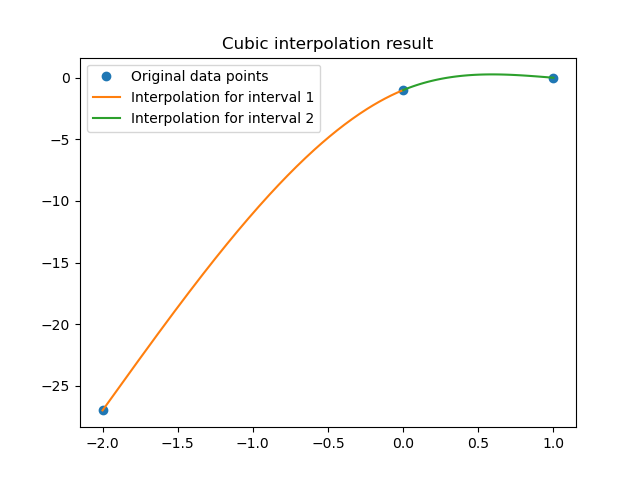 Cubic interpolation result
Original data points
Interpolation for interval 1
Interpolation for interval 2
0
−5
−10
−15
−20
−25
−2.0 −1.5 −1.0 −0.5 0.0 0.5 1.0